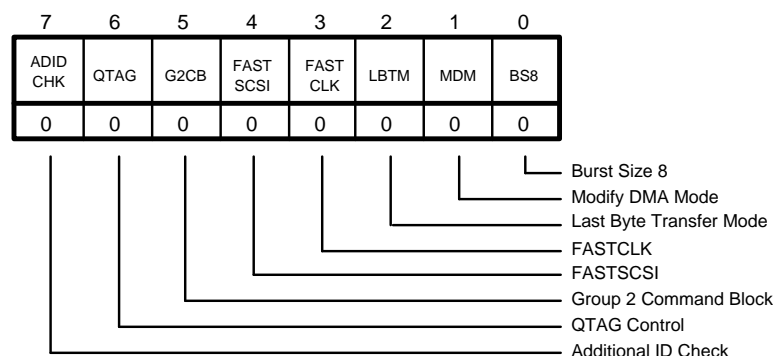 7 6 5 4 3 2 1 0
ADID CHK QTAG G2CB FAST SCSI FAST CLK LBTM MDM BS8
0 0 0 0 0 0 0 0
Burst Size 8
Modify DMA Mode
Last Byte Transfer Mode
FASTCLK
FASTSCSI
Group 2 Command Block
QTAG Control
Additional ID Check